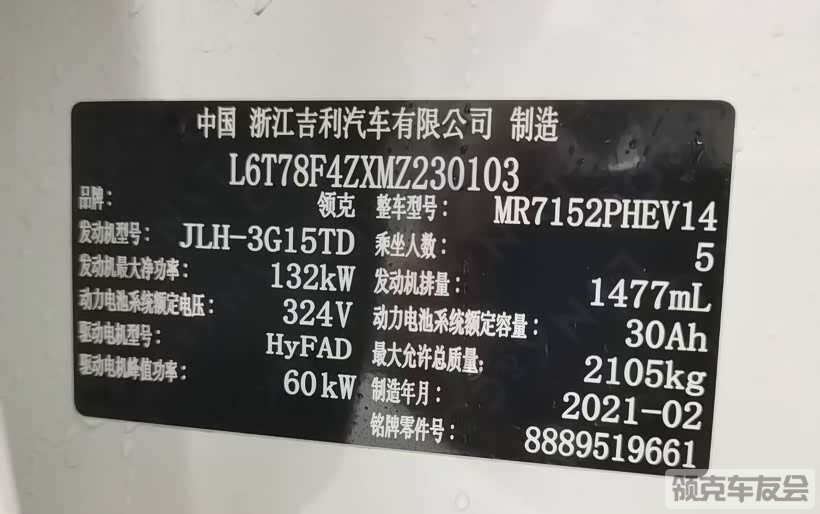 中国 浙江吉利汽车有限公司 制造
L6T78F4ZXMZ230103
品牌： 领克
发动机型号： JLH-3G15TD
发动机最大净功率： 132kW
动力电池系统额定电压： 324V
驱动电机型号： HyFAD
驱动电机峰值功率： 60kW
整车型号： MR7152PHEV14
乘坐人数： 5
发动机排量： 1477mL
动力电池系统额定容量： 30Ah
最大允许总质量： 2105kg
制造年月： 2021-02
铭牌零件号： 8889519661
领克车友会